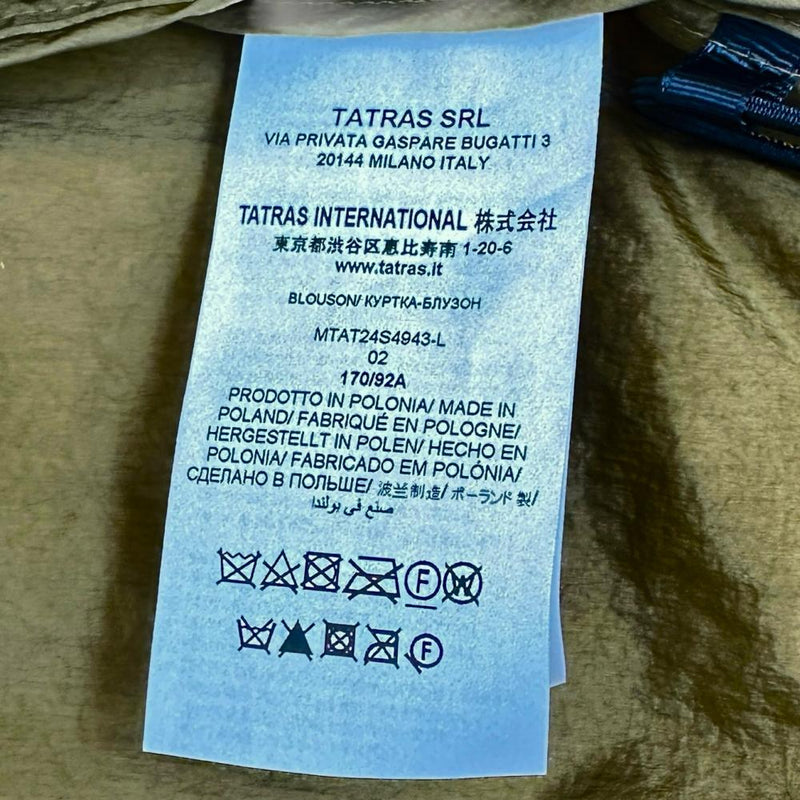 TATRAS SRL
VIA PRIVATA GASPARE BUGATTI 3
20144 MILANO ITALY
TATRAS INTERNATIONAL 株式会社
東京都渋谷区恵比寿南 1-20-6
www.tatras.it
BLOUSON/ КУРТКА-БЛУЗОН
MTAT24S4943-L
02
170/92A
PRODOTTO IN POLONIA/ MADE IN
POLAND/ FABRIQUÉ EN POLOGNE/
HERGESTELLT IN POLEN/ HECHO EN
POLONIA/ FABRICADO EM POLÓNIA/
СДЕЛАНО В ПОЛЬШЕ/ 波兰制造/ ポーランド製/
صنع في بولندا
F W
F